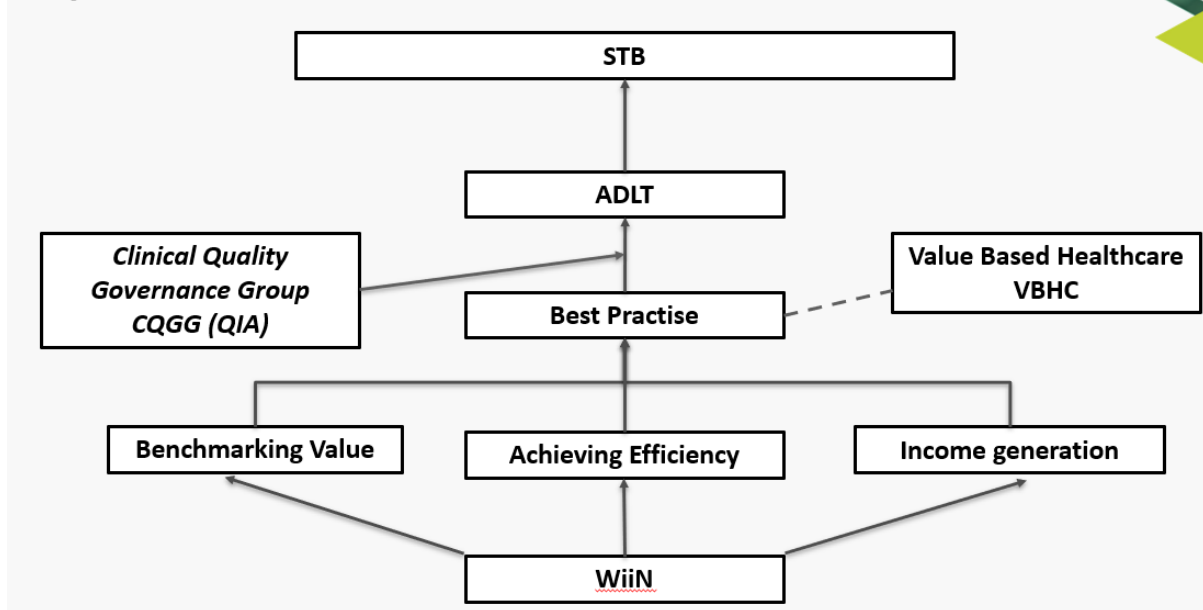 STB
ADLT
Clinical Quality
Governance Group
CQGG (QIA)
Value Based Healthcare
VBHC
Best Practise
Benchmarking Value
Achieving Efficiency
Income generation
WiiN